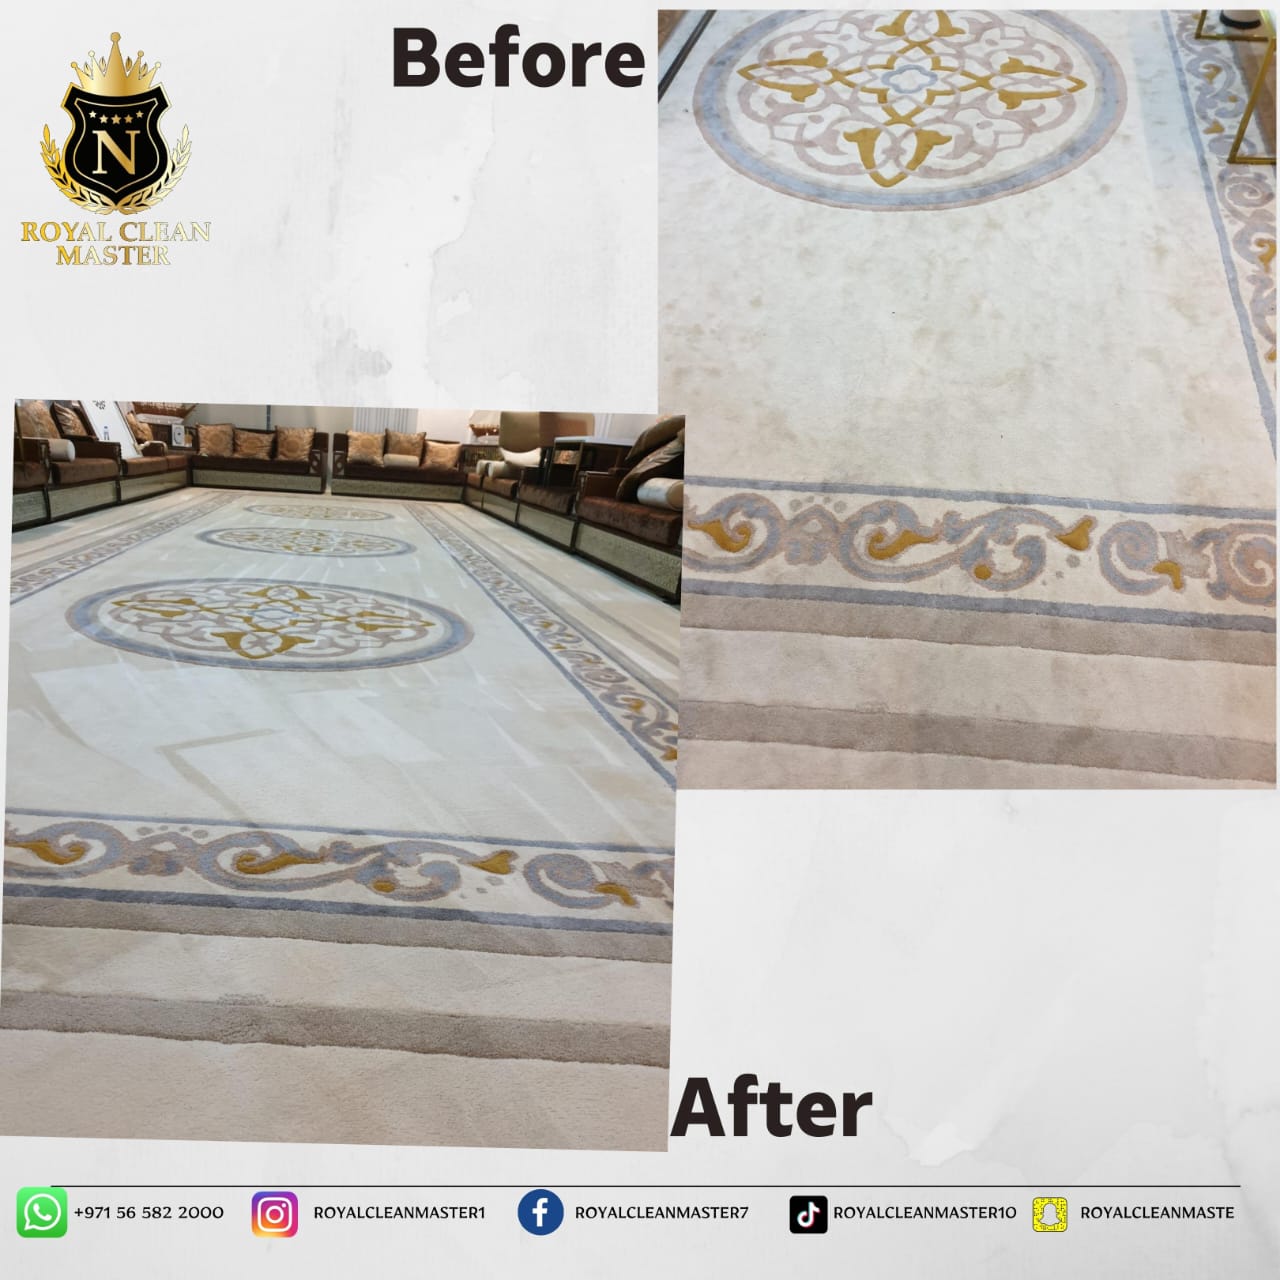 Before
N
ROYAL CLEAN
MASTER
After
+971 56 582 2000
ROYALCLEANMASTER1
ROYALCLEANMASTER7
ROYALCLEANMASTER10
ROYALCLEANMASTE